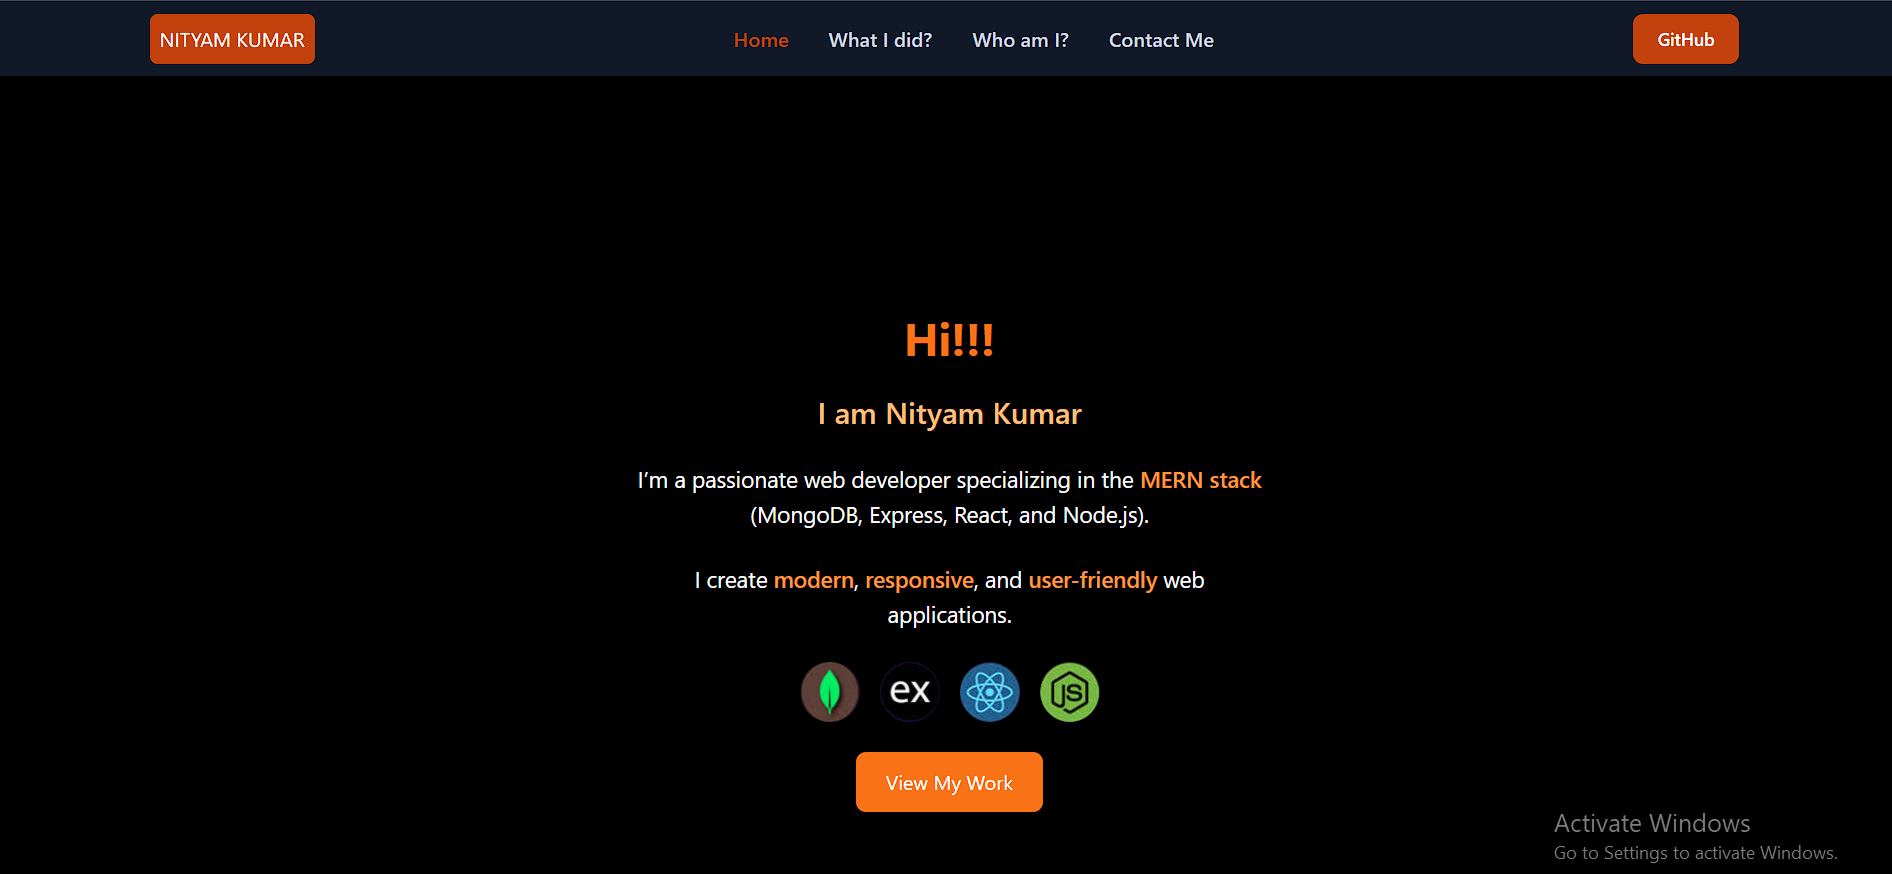 NITYAM KUMAR
Home
What I did?
Who am I?
Contact Me
GitHub
Hi!!!
I am Nityam Kumar
I’m a passionate web developer specializing in the MERN stack
(MongoDB, Express, React, and Node.js).
I create modern, responsive, and user-friendly web
applications.
ex
JS
View My Work
Activate Windows
Go to Settings to activate Windows.